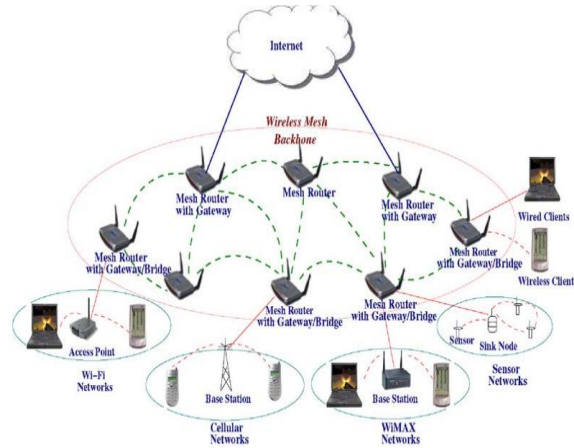 Internet
Wireless Mesh
Backbone
Mesh Router
with Gateway
Mesh Router
Mesh Router
with Gateway
Wired Clients
Mesh Router
with Gateway/Bridge
Mesh Router
with Gateway/Bridge
Wireless Client
Mesh Router
with Gateway/Bridge
Mesh Router
with Gateway/Bridge
Access Point
Wi-Fi
Networks
Base Station
Cellular
Networks
Base Station
WiMAX
Networks
Sensor
Sink Node
Sensor
Networks